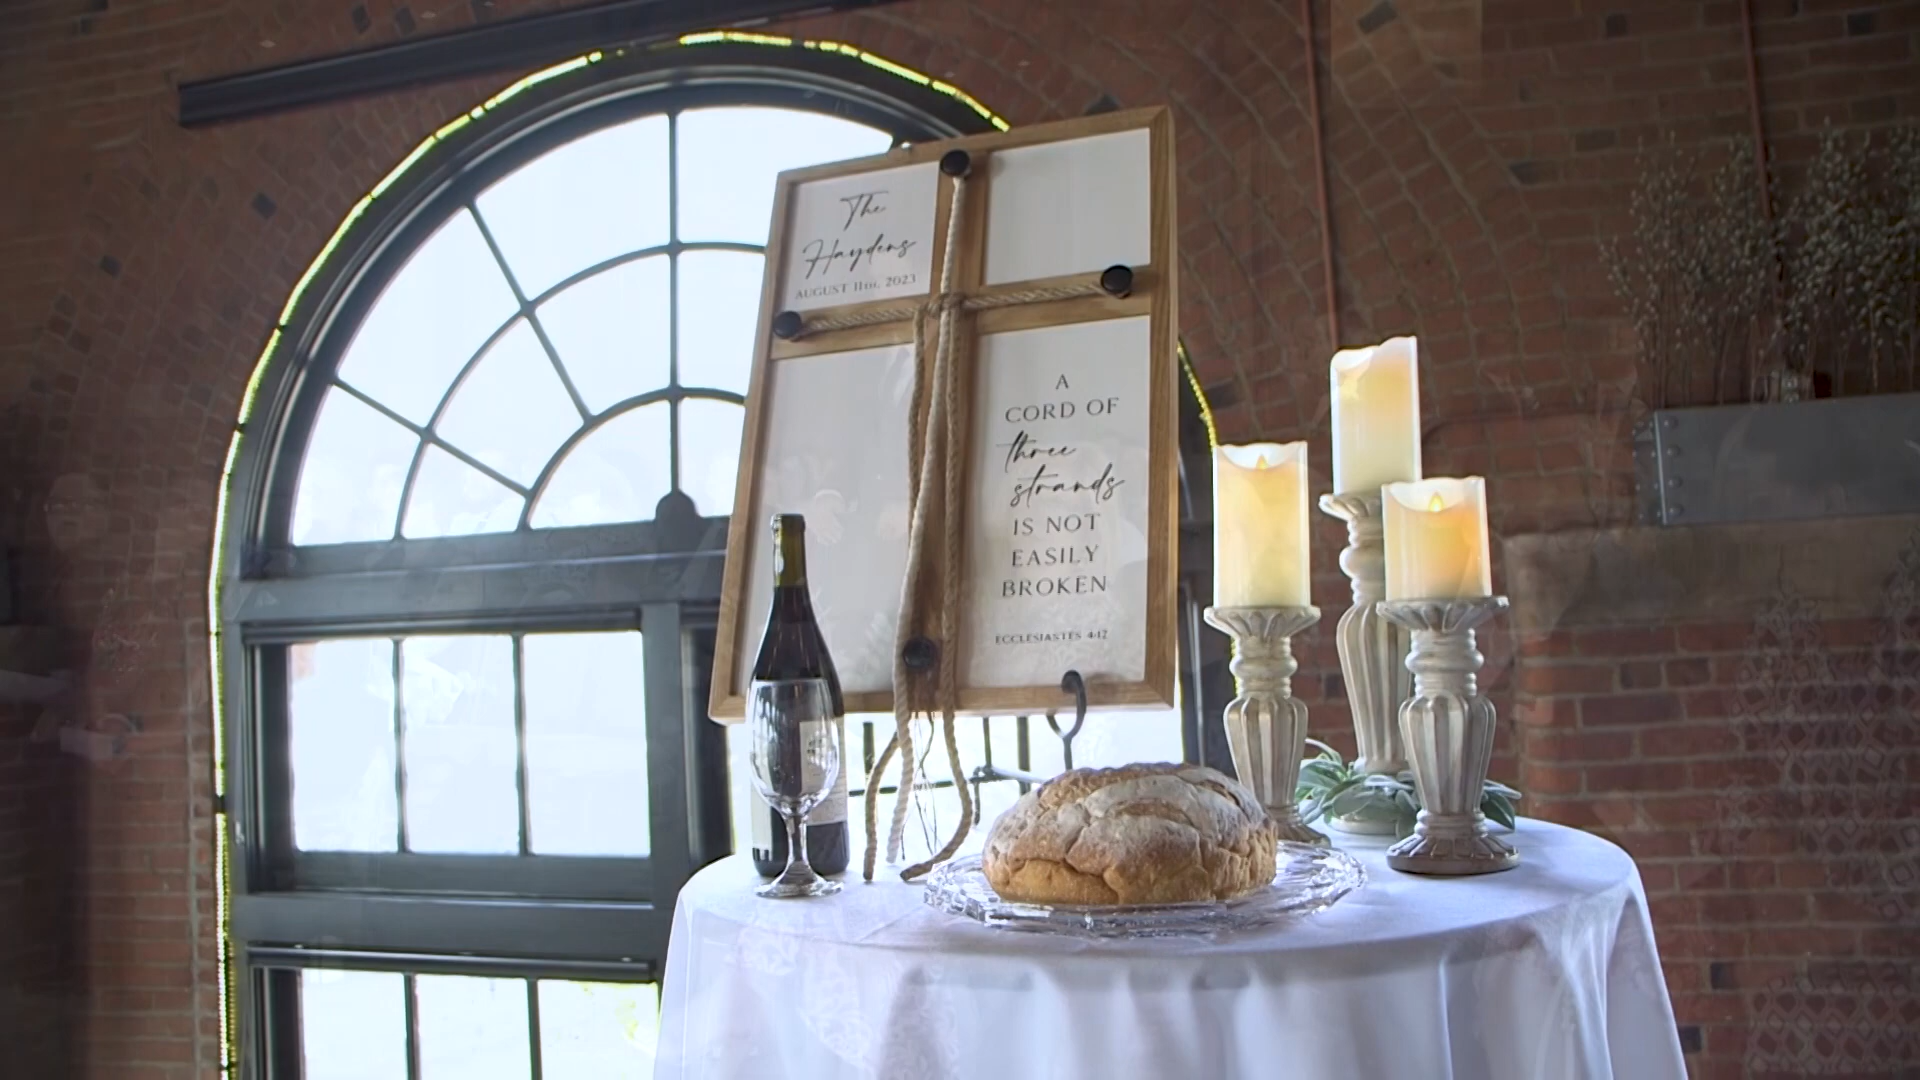 The
Haydens
AUGUST 11TH, 2023
A
CORD OF
three
strands
IS NOT
EASILY
BROKEN
ECCLESIASTES 4:12